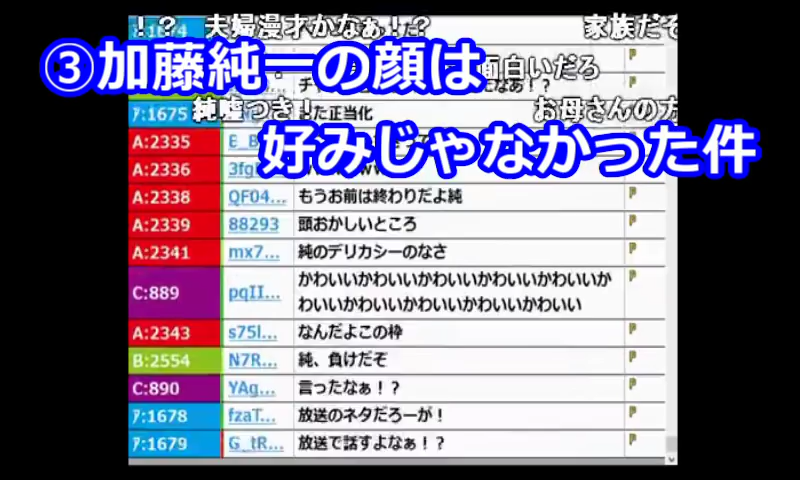 ！？ 夫婦漫才かなぁ！？ 家族だぞ
③加藤純一の顔は
面白いだろ
純嘘つき！ お母さんの方
ｱ:1675 また正当化
好みじゃなかった件
A:2335
A:2336
A:2338 QF04... もうお前は終わりだよ純 P
A:2339 88293 頭おかしいところ P
A:2341 mx7... 純のデリカシーのなさ P
C:889 pqII... かわいいかわいいかわいいかわいいかわいいか P
わいいかわいいかわいいかわいいかわいい
A:2343 s75l... なんだよこの枠 P
B:2554 N7R... 純、負けだぞ P
C:890 YAg... 言ったなぁ！？ P
ｱ:1678 fzaT... 放送のネタだろーが！ P
ｱ:1679 G_tR... 放送で話すよなぁ！？ P